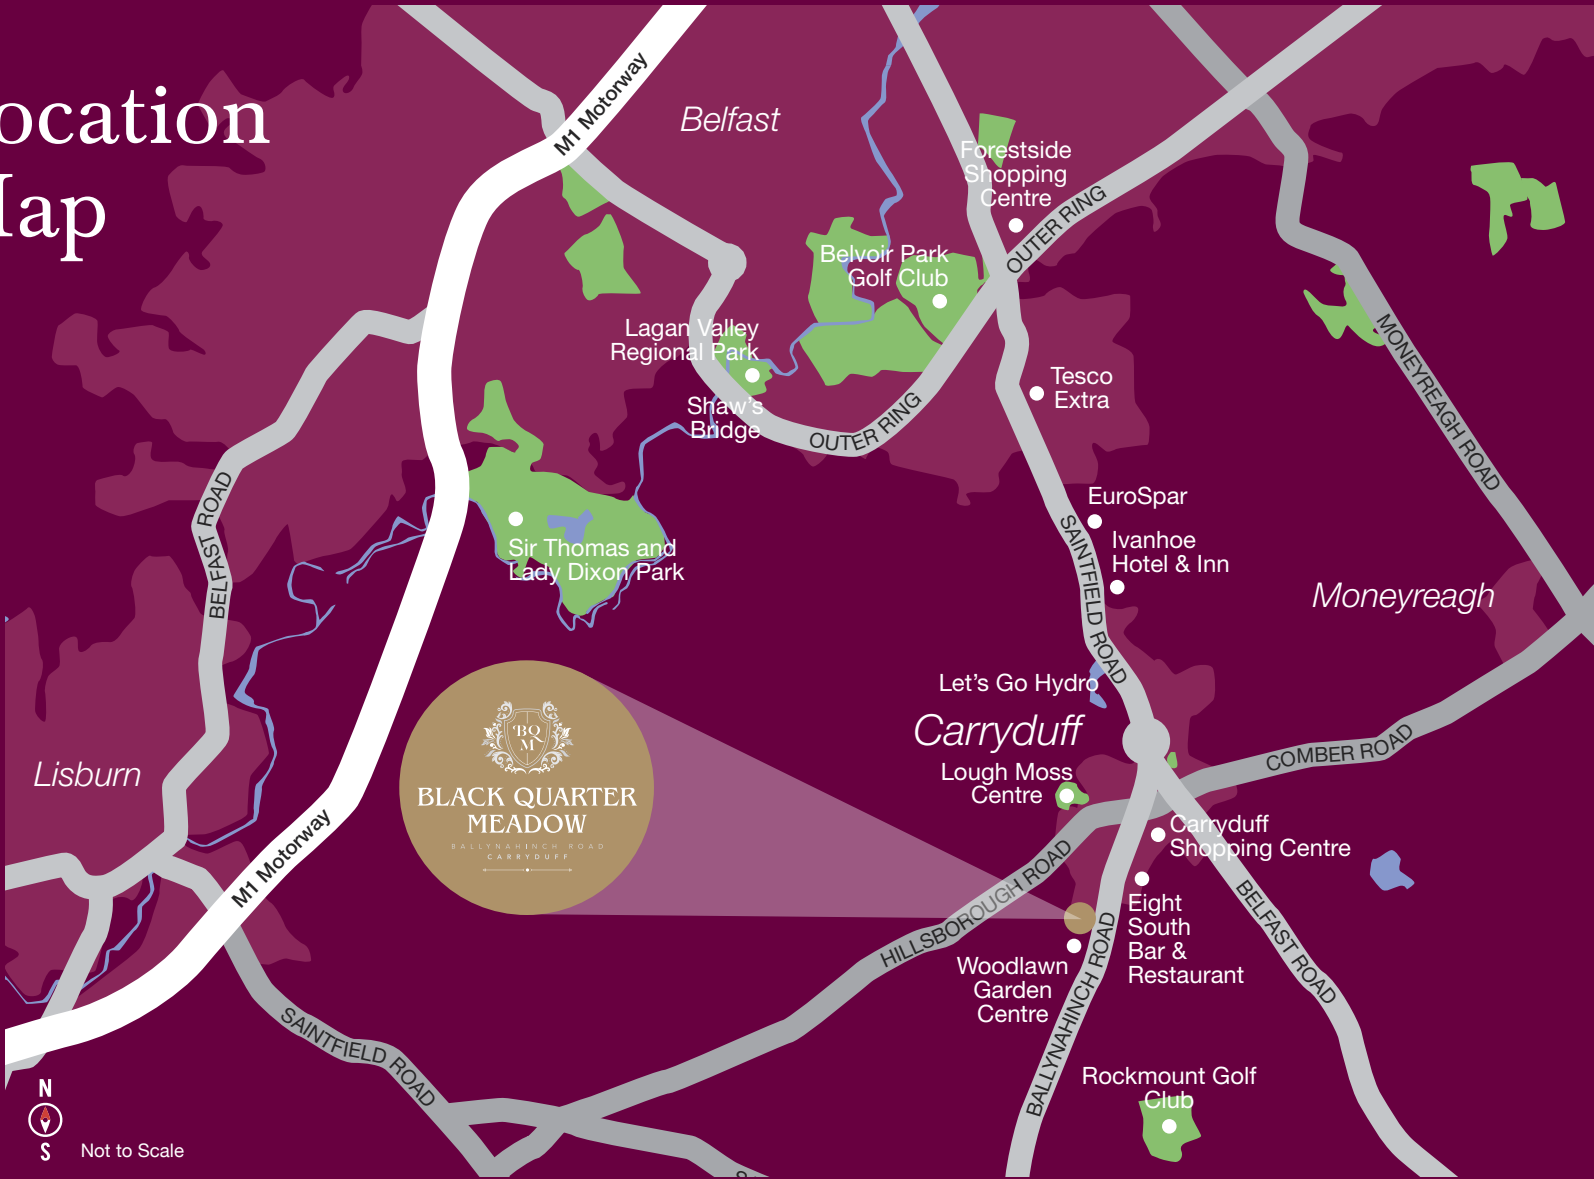 ocation
Map
Belfast
M1 Motorway
Forestside
Shopping
Centre
OUTER RING
Belvoir Park
Golf Club
Lagan Valley
Regional Park
Shaw's
Bridge
OUTER RING
Tesco
Extra
MONEYREAGH ROAD
BELFAST ROAD
EuroSpar
Ivanhoe
Hotel & Inn
SAINTFIELD ROAD
Sir Thomas and
Lady Dixon Park
Moneyreagh
Let's Go Hydro
Carryduff
Lisburn
BQ
M
BLACK QUARTER
MEADOW
BALLYNAHINCH ROAD
CARRYDUFF
Lough Moss
Centre
COMBER ROAD
M1 Motorway
Carryduff
Shopping Centre
HILLSBOROUGH ROAD
Eight
South
Bar &
Restaurant
BELFAST ROAD
Woodlawn
Garden
Centre
BALLYNAHINCH ROAD
SAINTFIELD ROAD
Rockmount Golf
Club
N
S
Not to Scale